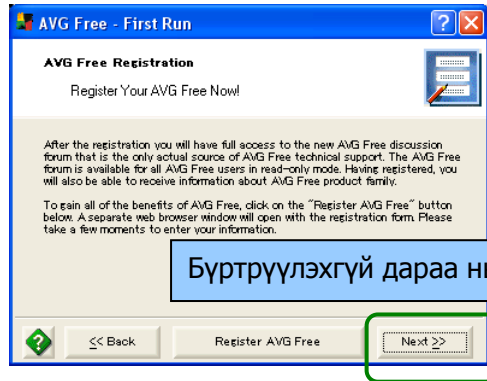 AVG Free - First Run
AVG Free Registration
Register Your AVG Free Now!
After the registration you will have full access to the new AVG Free discussion
forum that is the only actual source of AVG Free technical support. The AVG Free
forum is available for all AVG Free users in read-only mode. Having registered, you
will also be able to receive information about AVG Free product family.
To gain all of the benefits of AVG Free, click on the "Register AVG Free" button
below. A separate web browser window will open with the registration form. Please
take a few moments to enter your information.
Бүртрүүлэхгүй дараа
<< Back
Register AVG Free
Next >>